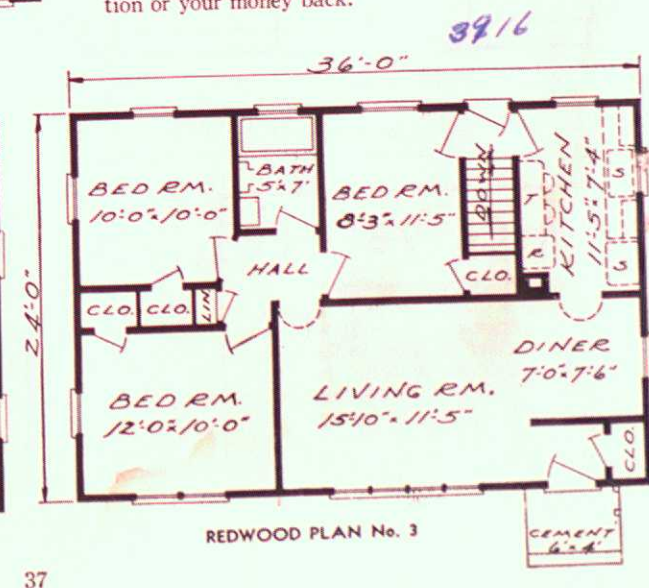 tion or your money back.
3916
36'-0"
24'-0"
BED RM.
10'-0" x 10'-0"
BATH
5' x 7'
BED RM.
8'-3" x 11'-5"
DOWN
T
R
KITCHEN
11'-5" x 7'-4"
S
S
HALL
CLO.
CLO.
CLO.
LIN
BED RM.
12'-0" x 10'-0"
LIVING RM.
15'-10" x 11'-5"
DINER
7'-0" x 7'-6"
CLO.
CEMENT
6' x 4'
REDWOOD PLAN No. 3
37